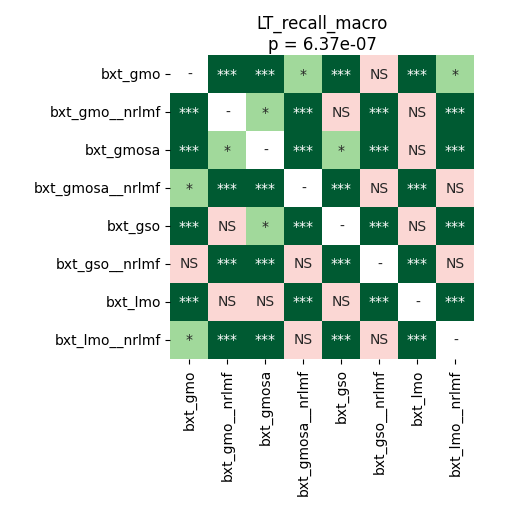 LT_recall_macro
p = 6.37e-07
bxt_gmo - *** *** * *** NS *** *
bxt_gmo__nrlmf *** - * *** NS *** NS ***
bxt_gmosa *** * - *** * *** NS ***
bxt_gmosa__nrlmf * *** *** - *** NS *** NS
bxt_gso *** NS * *** - *** NS ***
bxt_gso__nrlmf NS *** *** NS *** - *** NS
bxt_lmo *** NS NS *** NS *** - ***
bxt_lmo__nrlmf * *** *** NS *** NS *** -
bxt_gmo
bxt_gmo__nrlmf
bxt_gmosa
bxt_gmosa__nrlmf
bxt_gso
bxt_gso__nrlmf
bxt_lmo
bxt_lmo__nrlmf